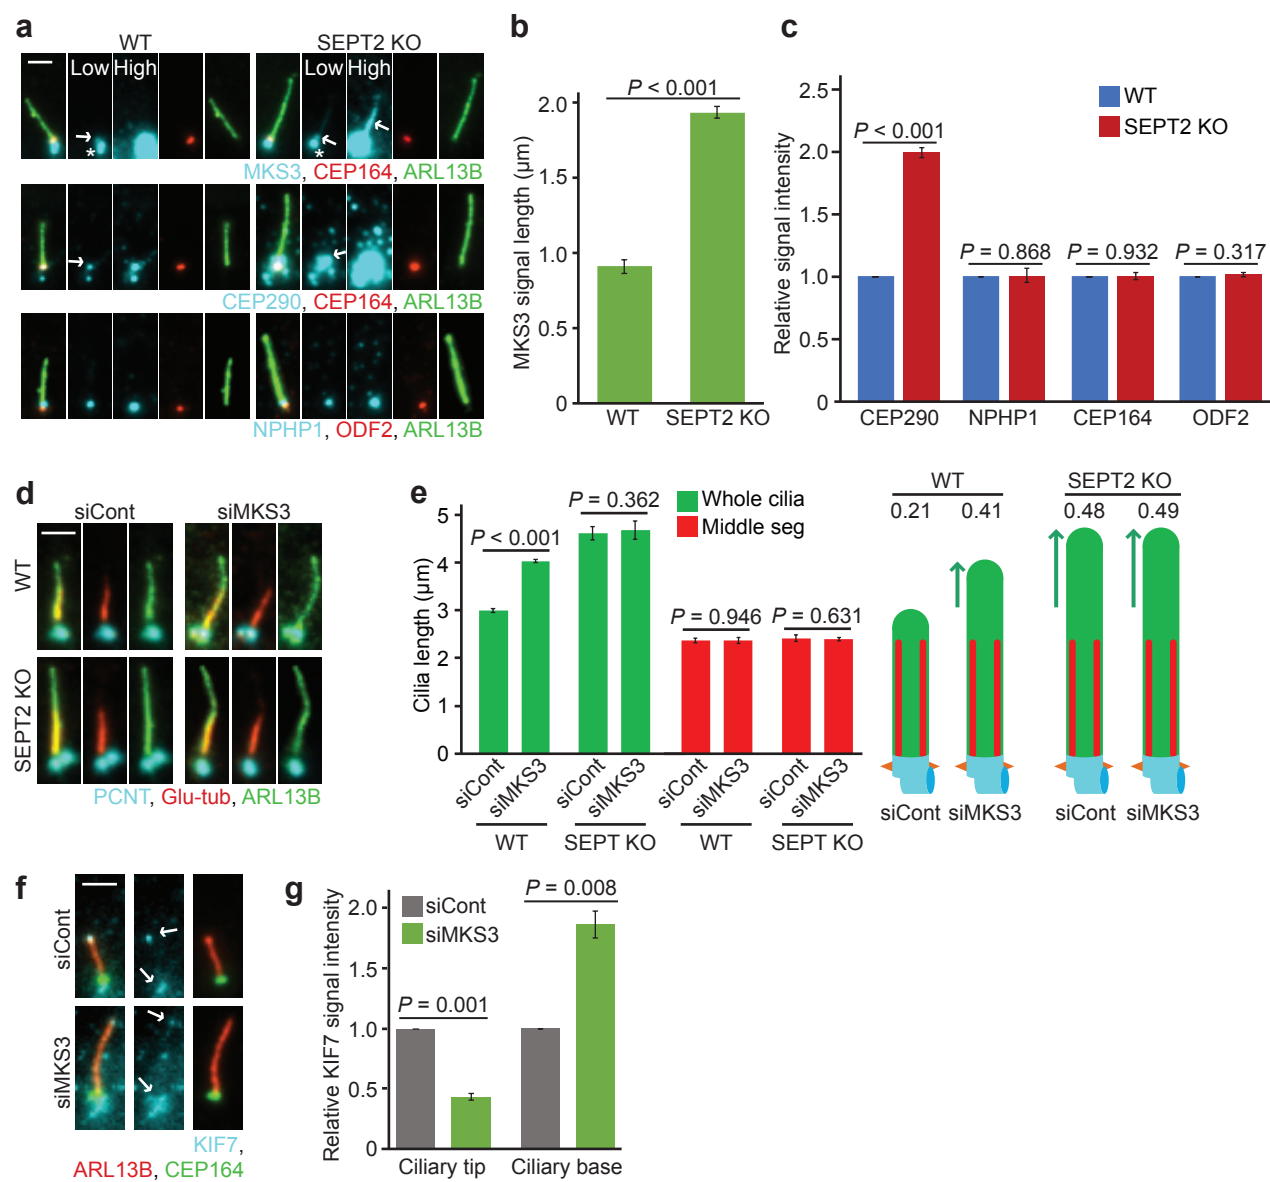 a
WT
SEPT2 KO
Low High
Low High
*
*
MKS3, CEP164, ARL13B
CEP290, CEP164, ARL13B
NPHP1, ODF2, ARL13B
b
P < 0.001
MKS3 signal length (μm)
2.0
1.5
1.0
0.5
0
WT SEPT2 KO
c
WT
SEPT2 KO
Relative signal intensity
2.5
2.0
1.5
1.0
0.5
0
P < 0.001
P = 0.868
P = 0.932
P = 0.317
CEP290 NPHP1 CEP164 ODF2
d
siCont siMKS3
WT
SEPT2 KO
PCNT, Glu-tub, ARL13B
e
Whole cilia
Middle seg
Cilia length (μm)
5
4
3
2
1
0
P < 0.001
P = 0.362
P = 0.946
P = 0.631
siCont siMKS3 siCont siMKS3 siCont siMKS3 siCont siMKS3
WT SEPT KO WT SEPT KO
WT SEPT2 KO
0.21 0.41 0.48 0.49
siCont siMKS3 siCont siMKS3
f
siCont
siMKS3
KIF7,
ARL13B, CEP164
g
siCont
siMKS3
Relative KIF7 signal intensity
2.0
1.5
1.0
0.5
0
P = 0.001
P = 0.008
Ciliary tip Ciliary base